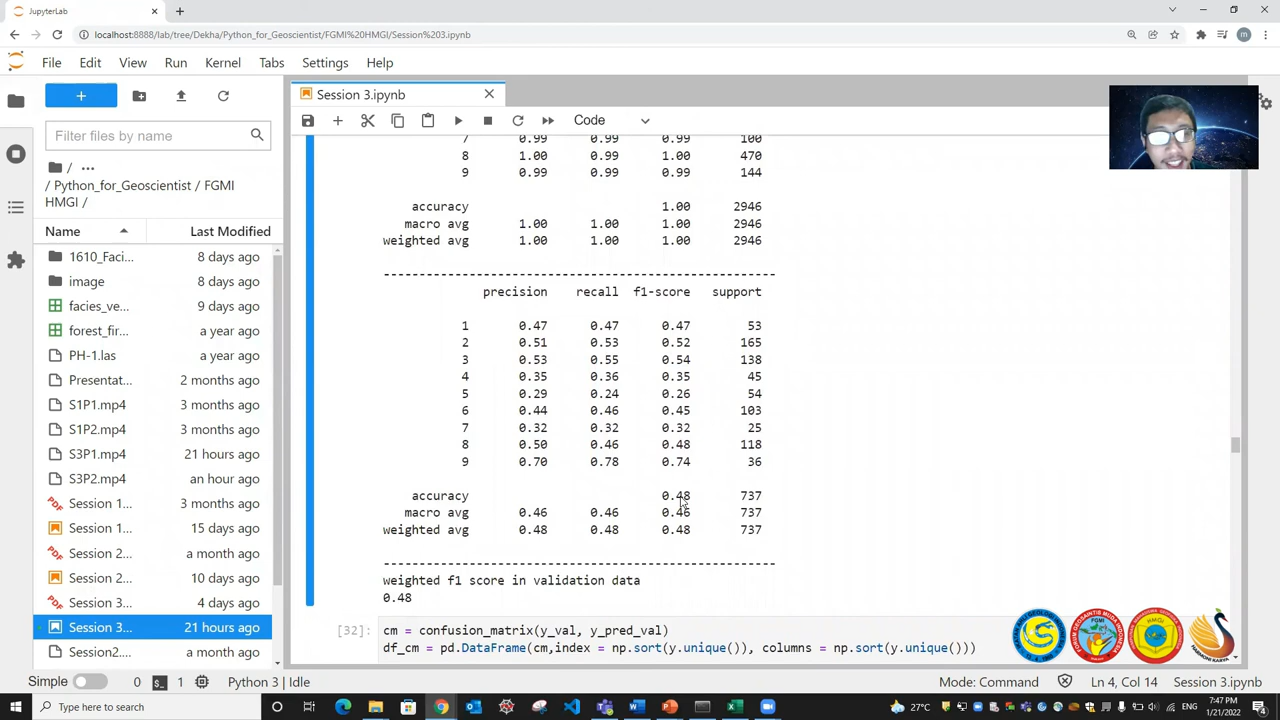 JupyterLab
localhost:8888/lab/tree/Dekha/Python_for_Geoscientist/FGMI%20HMGI/Session%203.ipynb
m
File Edit View Run Kernel Tabs Settings Help
Session 3.ipynb
Code
Filter files by name
/ Python_for_Geoscientist / FGMI
HMGI /
Name Last Modified
1610_Faci... 8 days ago
image 8 days ago
facies_ve... 9 days ago
forest_fir... a year ago
PH-1.las a year ago
Presentat... 2 months ago
S1P1.mp4 3 months ago
S1P2.mp4 3 months ago
S3P1.mp4 21 hours ago
S3P2.mp4 an hour ago
Session 1... 3 months ago
Session 1... 15 days ago
Session 2... a month ago
Session 2... 10 days ago
Session 3... 4 days ago
Session 3... 21 hours ago
Session2.... a month ago
7 0.99 0.99 0.99 100
8 1.00 0.99 1.00 470
9 0.99 0.99 0.99 144
accuracy 1.00 2946
macro avg 1.00 1.00 1.00 2946
weighted avg 1.00 1.00 1.00 2946
-------------------------------------------------------
precision recall f1-score support
1 0.47 0.47 0.47 53
2 0.51 0.53 0.52 165
3 0.53 0.55 0.54 138
4 0.35 0.36 0.35 45
5 0.29 0.24 0.26 54
6 0.44 0.46 0.45 103
7 0.32 0.32 0.32 25
8 0.50 0.46 0.48 118
9 0.70 0.78 0.74 36
accuracy 0.48 737
macro avg 0.46 0.46 0.46 737
weighted avg 0.48 0.48 0.48 737
-------------------------------------------------------
weighted f1 score in validation data
0.48
[32]: cm = confusion_matrix(y_val, y_pred_val)
df_cm = pd.DataFrame(cm,index = np.sort(y.unique()), columns = np.sort(y.unique()))
FGMI
HMGI
Simple 0 1 Python 3 | Idle Mode: Command Ln 4, Col 14 Session 3.ipynb
Type here to search
27°C
7:47 PM
1/21/2022